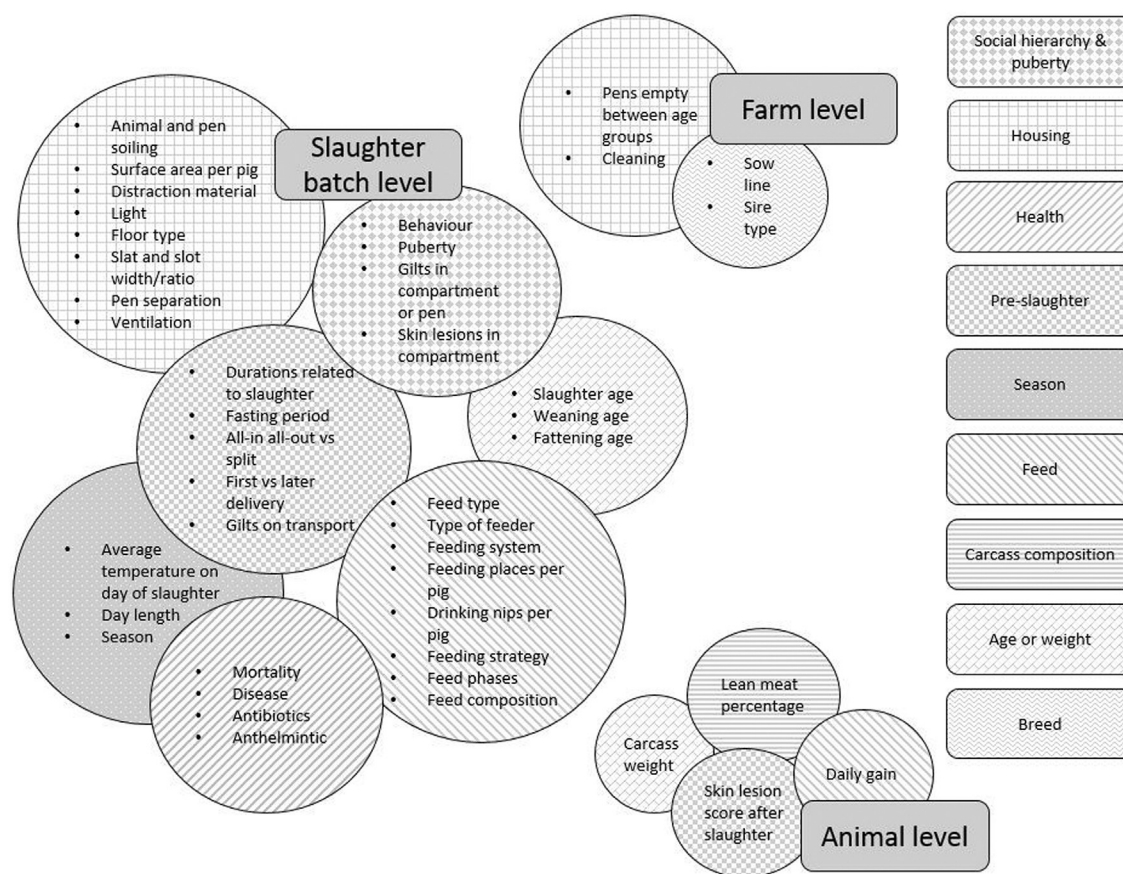 Slaughter
batch level
• Animal and pen
soiling
• Surface area per pig
• Distraction material
• Light
• Floor type
• Slat and slot
width/ratio
• Pen separation
• Ventilation
• Behaviour
• Puberty
• Gilts in
compartment
or pen
• Skin lesions in
compartment
• Durations related
to slaughter
• Fasting period
• All-in all-out vs
split
• First vs later
delivery
• Gilts on transport
• Slaughter age
• Weaning age
• Fattening age
• Average
temperature on
day of slaughter
• Day length
• Season
• Feed type
• Type of feeder
• Feeding system
• Feeding places per
pig
• Drinking nips per
pig
• Feeding strategy
• Feed phases
• Feed composition
• Mortality
• Disease
• Antibiotics
• Anthelmintic
Farm level
• Pens empty
between age
groups
• Cleaning
• Sow
line
• Sire
type
Lean meat
percentage
Carcass
weight
Daily gain
Skin lesion
score after
slaughter
Animal level
Social hierarchy &
puberty
Housing
Health
Pre-slaughter
Season
Feed
Carcass composition
Age or weight
Breed